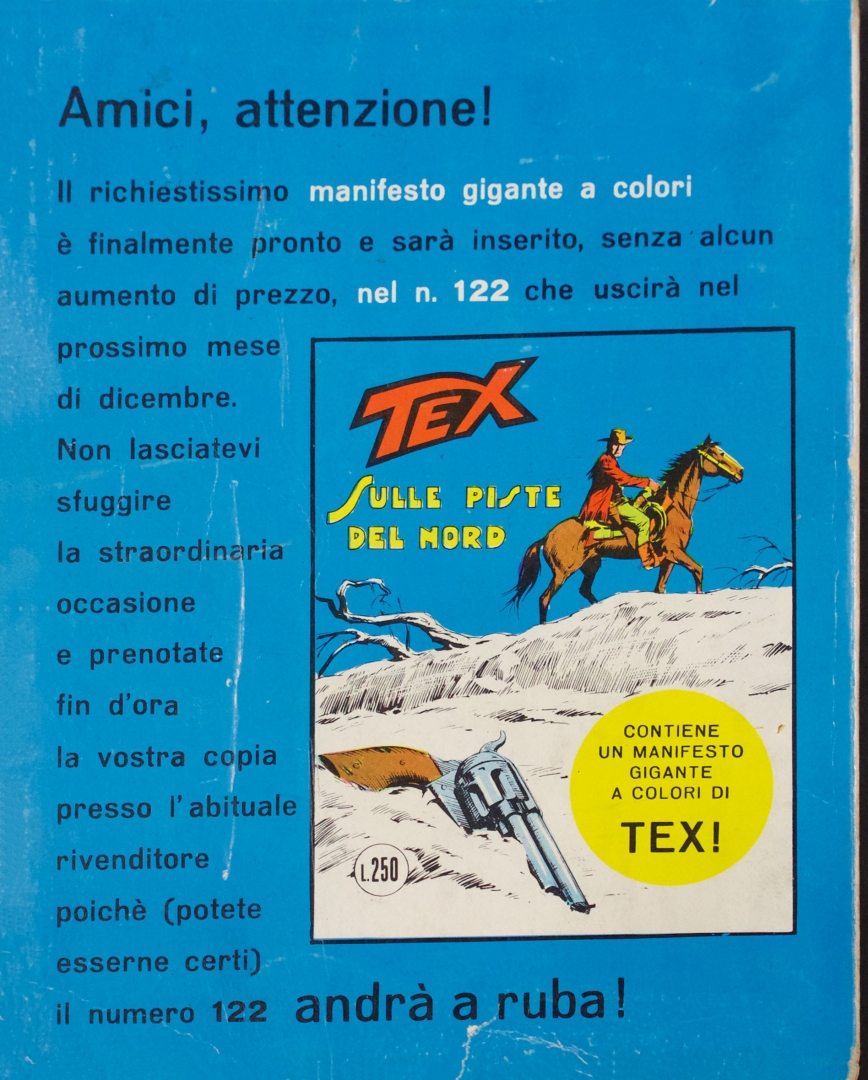 Amici, attenzione!
Il richiestissimo manifesto gigante a colori
è finalmente pronto e sarà inserito, senza alcun
aumento di prezzo, nel n. 122 che uscirà nel
prossimo mese
di dicembre.
Non lasciatevi
sfuggire
la straordinaria
occasione
e prenotate
fin d'ora
la vostra copia
presso l'abituale
rivenditore
poichè (potete
esserne certi)
il numero 122 andrà a ruba!
TEX
SULLE PISTE
DEL NORD
CONTIENE
UN MANIFESTO
GIGANTE
A COLORI DI
TEX!
L.250